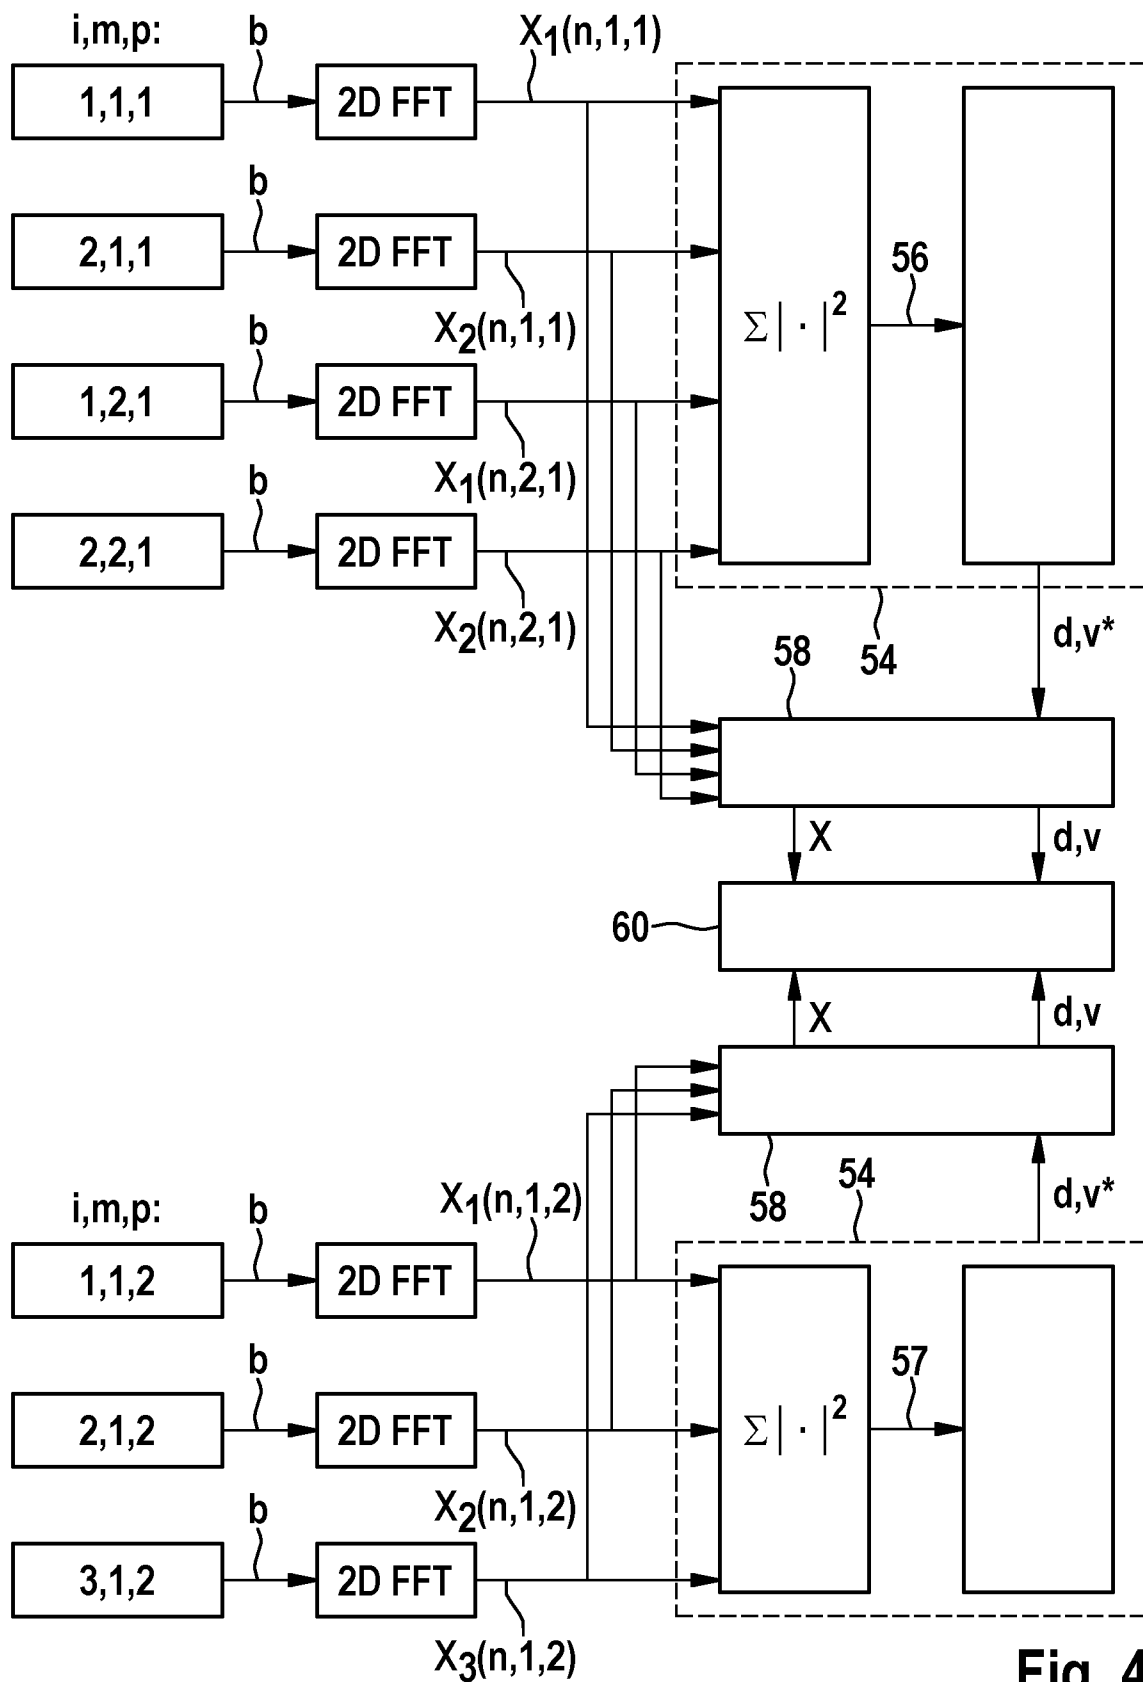 i,m,p: b X1(n,1,1)
1,1,1 2D FFT
b
2,1,1 2D FFT 56
X2(n,1,1) Σ| · |2
b
1,2,1 2D FFT
X1(n,2,1)
b
2,2,1 2D FFT
X2(n,2,1) 54 d,v*
58
X d,v
60
X d,v
58 54 d,v*
i,m,p: b X1(n,1,2)
1,1,2 2D FFT
b 57
2,1,2 2D FFT Σ| · |2
X2(n,1,2)
b
3,1,2 2D FFT
X3(n,1,2)
Fig. 4